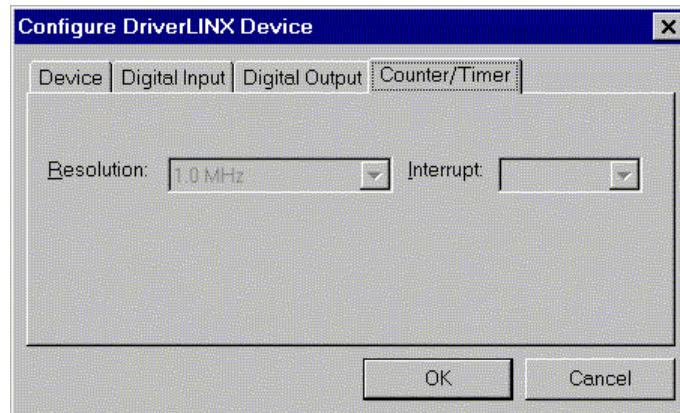 Configure DriverLINX Device
Device Digital Input Digital Output Counter/Timer
Resolution: 1.0 MHz Interrupt:
OK Cancel